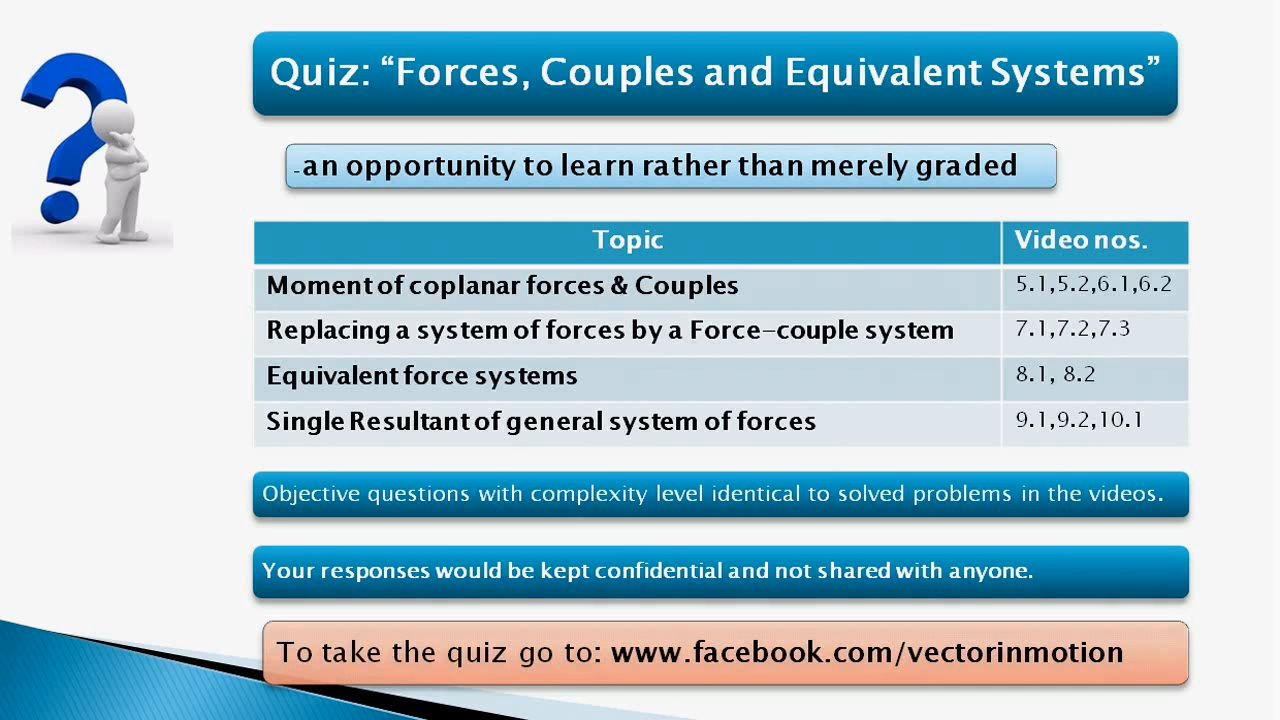 Quiz: “Forces, Couples and Equivalent Systems”
-an opportunity to learn rather than merely graded
Topic Video nos.
Moment of coplanar forces & Couples 5.1,5.2,6.1,6.2
Replacing a system of forces by a Force-couple system 7.1,7.2,7.3
Equivalent force systems 8.1, 8.2
Single Resultant of general system of forces 9.1,9.2,10.1
Objective questions with complexity level identical to solved problems in the videos.
Your responses would be kept confidential and not shared with anyone.
To take the quiz go to: www.facebook.com/vectorinmotion